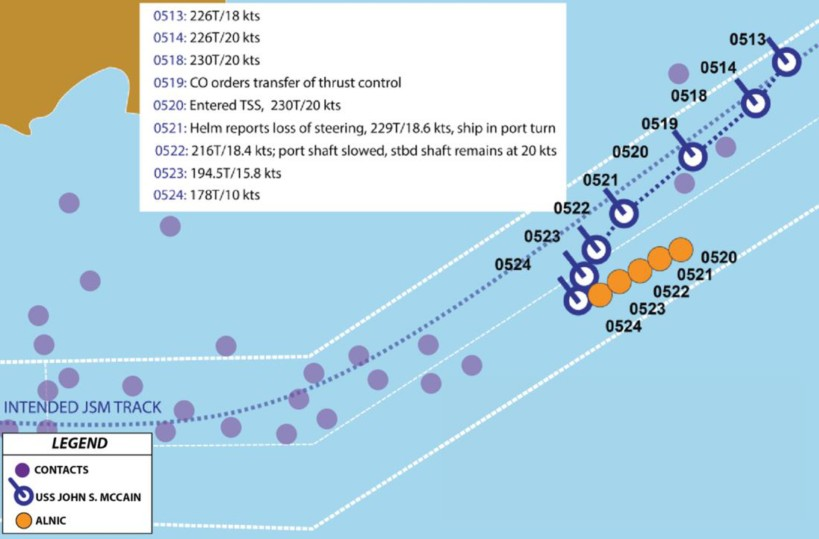 0513: 226T/18 kts
0514: 226T/20 kts
0518: 230T/20 kts
0519: CO orders transfer of thrust control
0520: Entered TSS, 230T/20 kts
0521: Helm reports loss of steering, 229T/18.6 kts, ship in port turn
0522: 216T/18.4 kts; port shaft slowed, stbd shaft remains at 20 kts
0523: 194.5T/15.8 kts
0524: 178T/10 kts
0513
0514
0518
0519
0520
0521
0522
0523
0524
0520
0521
0522
0523
0524
INTENDED JSM TRACK
LEGEND
CONTACTS
USS JOHN S. MCCAIN
ALNIC